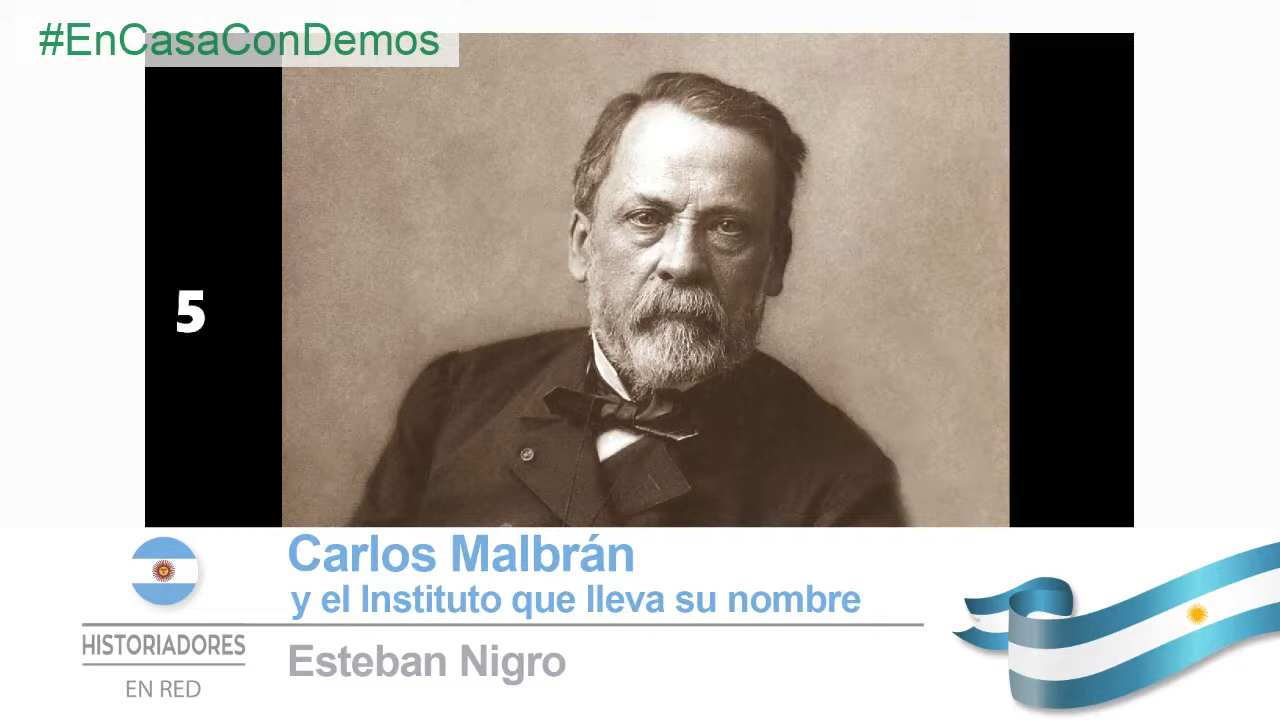 #EnCasaConDemos
5
Carlos Malbrán
y el Instituto que lleva su nombre
HISTORIADORES
EN RED
Esteban Nigro